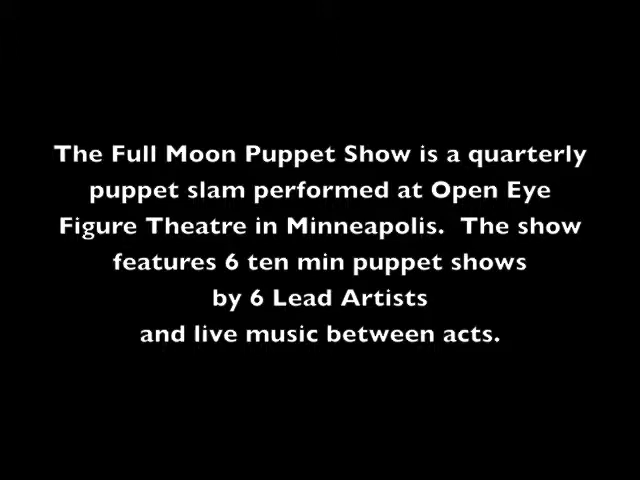 The Full Moon Puppet Show is a quarterly
puppet slam performed at Open Eye
Figure Theatre in Minneapolis.  The show
features 6 ten min puppet shows
by 6 Lead Artists
and live music between acts.